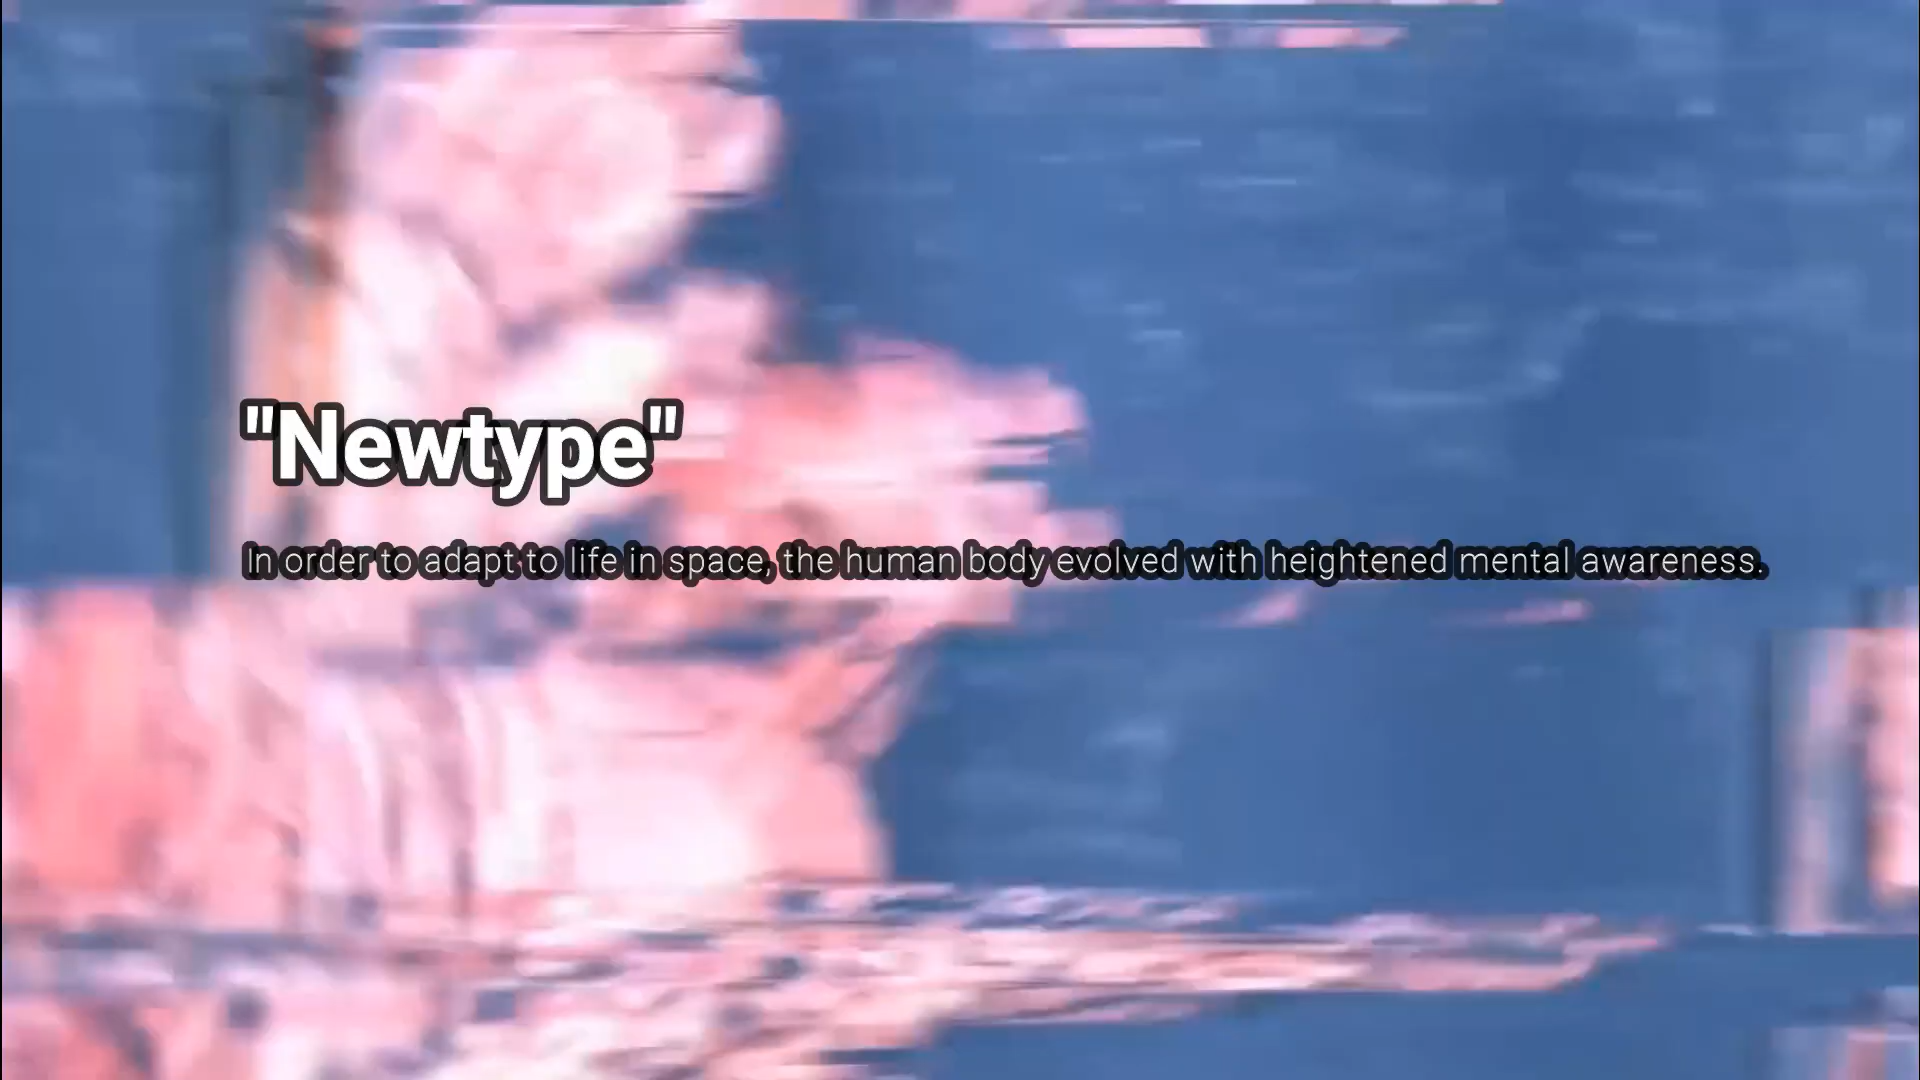 "Newtype"
In order to adapt to life in space, the human body evolved with heightened mental awareness.